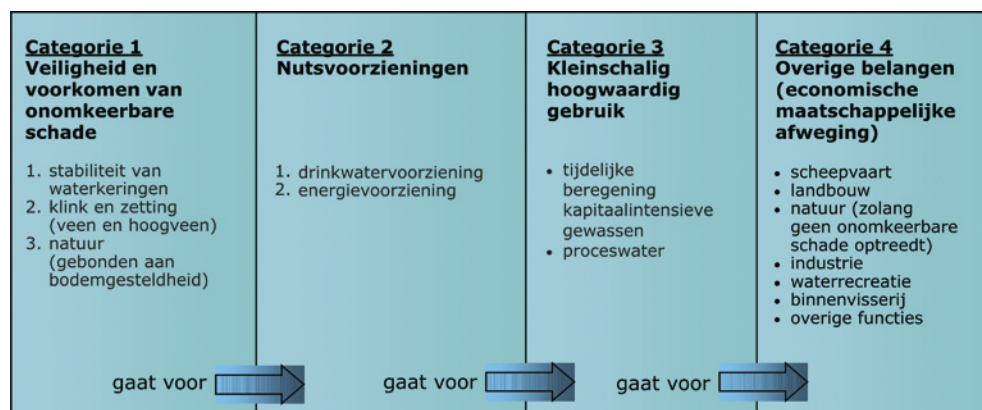 Categorie 1
Veiligheid en
voorkomen van
onomkeerbare
schade
1. stabiliteit van
waterkeringen
2. klink en zetting
(veen en hoogveen)
3. natuur
(gebonden aan
bodemgesteldheid)
gaat voor
Categorie 2
Nutsvoorzieningen
1. drinkwatervoorziening
2. energievoorziening
gaat voor
Categorie 3
Kleinschalig
hoogwaardig
gebruik
• tijdelijke
beregening
kapitaalintensieve
gewassen
• proceswater
gaat voor
Categorie 4
Overige belangen
(economische
maatschappelijke
afweging)
• scheepvaart
• landbouw
• natuur (zolang
geen onomkeerbare
schade optreedt)
• industrie
• waterrecreatie
• binnenvisserij
• overige functies